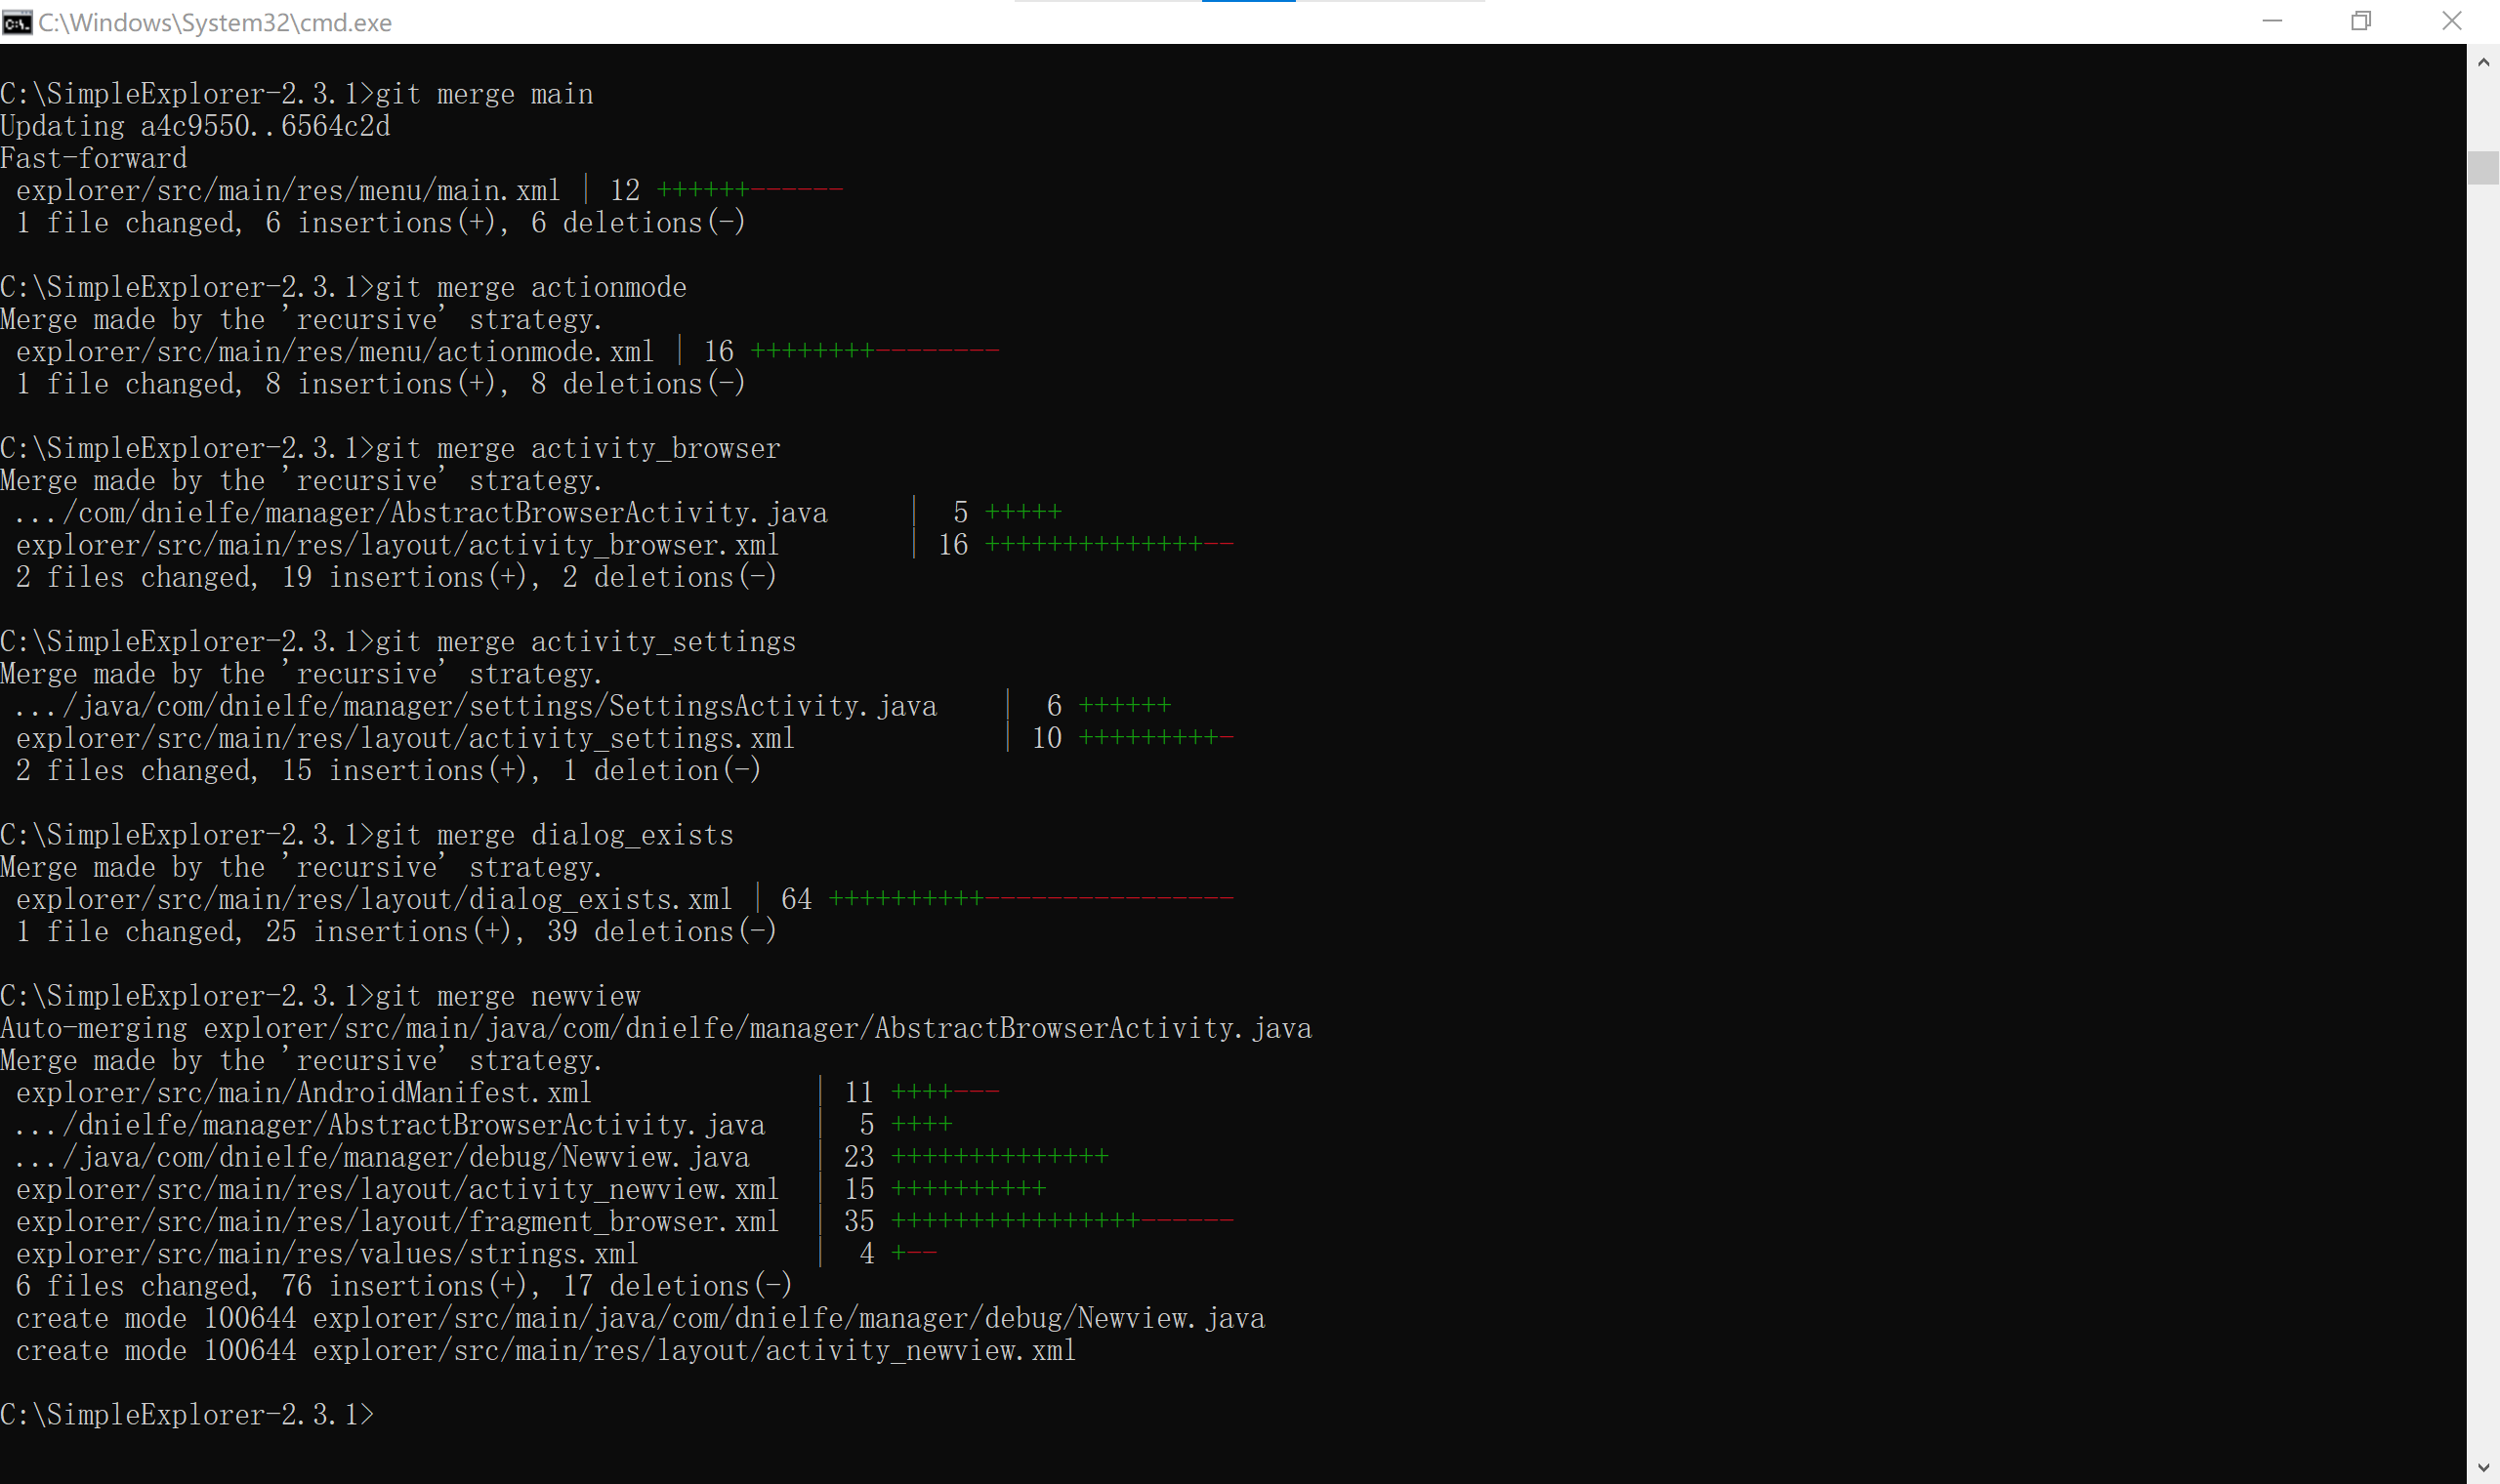 C:\Windows\System32\cmd.exe
C:\SimpleExplorer-2.3.1>git merge main
Updating a4c9550..6564c2d
Fast-forward
 explorer/src/main/res/menu/main.xml | 12 ++++++------
 1 file changed, 6 insertions(+), 6 deletions(-)
C:\SimpleExplorer-2.3.1>git merge actionmode
Merge made by the 'recursive' strategy.
 explorer/src/main/res/menu/actionmode.xml | 16 ++++++++--------
 1 file changed, 8 insertions(+), 8 deletions(-)
C:\SimpleExplorer-2.3.1>git merge activity_browser
Merge made by the 'recursive' strategy.
 .../com/dnielfe/manager/AbstractBrowserActivity.java     |  5 +++++
 explorer/src/main/res/layout/activity_browser.xml        | 16 ++++++++++++++--
 2 files changed, 19 insertions(+), 2 deletions(-)
C:\SimpleExplorer-2.3.1>git merge activity_settings
Merge made by the 'recursive' strategy.
 .../java/com/dnielfe/manager/settings/SettingsActivity.java    |  6 ++++++
 explorer/src/main/res/layout/activity_settings.xml             | 10 +++++++++-
 2 files changed, 15 insertions(+), 1 deletion(-)
C:\SimpleExplorer-2.3.1>git merge dialog_exists
Merge made by the 'recursive' strategy.
 explorer/src/main/res/layout/dialog_exists.xml | 64 ++++++++++----------------
 1 file changed, 25 insertions(+), 39 deletions(-)
C:\SimpleExplorer-2.3.1>git merge newview
Auto-merging explorer/src/main/java/com/dnielfe/manager/AbstractBrowserActivity.java
Merge made by the 'recursive' strategy.
 explorer/src/main/AndroidManifest.xml              | 11 ++++---
 .../dnielfe/manager/AbstractBrowserActivity.java   |  5 ++++
 .../java/com/dnielfe/manager/debug/Newview.java    | 23 ++++++++++++++
 explorer/src/main/res/layout/activity_newview.xml  | 15 ++++++++++
 explorer/src/main/res/layout/fragment_browser.xml  | 35 ++++++++++++++++------
 explorer/src/main/res/values/strings.xml           |  4 +--
 6 files changed, 76 insertions(+), 17 deletions(-)
 create mode 100644 explorer/src/main/java/com/dnielfe/manager/debug/Newview.java
 create mode 100644 explorer/src/main/res/layout/activity_newview.xml
C:\SimpleExplorer-2.3.1>